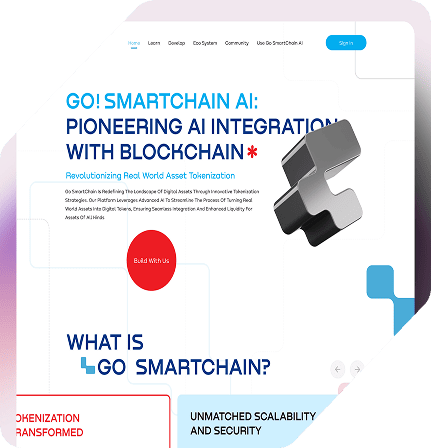 Home Learn Develop Eco System Community Use Go SmartChain AI Sign In
GO! SMARTCHAIN AI:
PIONEERING AI INTEGRATION
WITH BLOCKCHAIN*
Revolutionizing Real World Asset Tokenization
Go SmartChain Is Redefining The Landscape Of Digital Assets Through Innovative Tokenization
Strategies. Our Platform Leverages Advanced AI To Streamline The Process Of Turning Real
World Assets Into Digital Tokens, Ensuring Seamless Integration And Enhanced Liquidity For
Assets Of All Kinds
Build With Us
WHAT IS
GO SMARTCHAIN?
OKENIZATION
RANSFORMED
UNMATCHED SCALABILITY
AND SECURITY